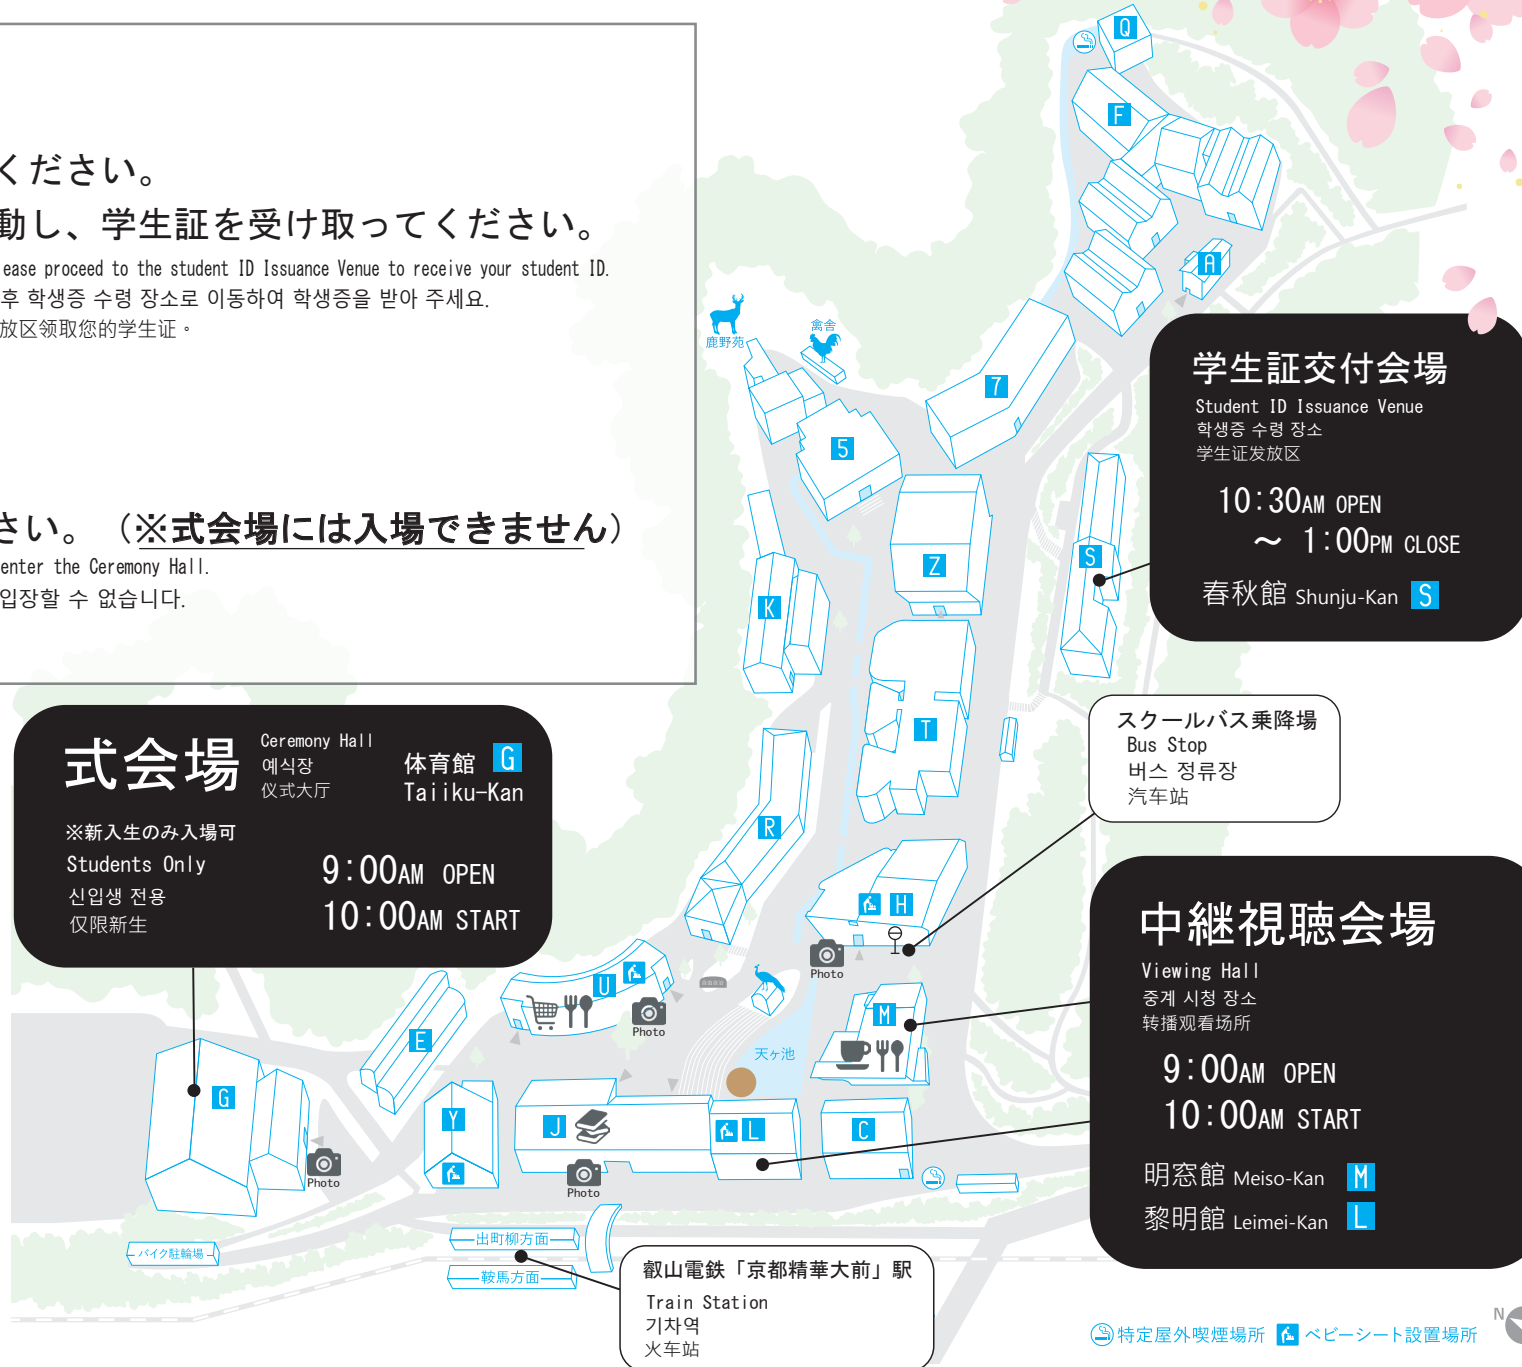 ください。
動し、学生証を受け取ってください。
ease proceed to the student ID Issuance Venue to receive your student ID.
후 학생증 수령 장소로 이동하여 학생증을 받아 주세요.
放区领取您的学生证。
さい。（※式会場には入場できません）
enter the Ceremony Hall.
입장할 수 없습니다.
Q
F
A
鹿野苑
禽舎
7
5
Z
S
K
T
R
H
学生証交付会場
Student ID Issuance Venue
학생증 수령 장소
学生证发放区
10:30AM OPEN
～ 1:00PM CLOSE
春秋館 Shunju-Kan S
スクールバス乗降場
Bus Stop
버스 정류장
汽车站
式会場
Ceremony Hall
예식장
仪式大厅
体育館 G
Taiiku-Kan
※新入生のみ入場可
Students Only
신입생 전용
仅限新生
9:00AM OPEN
10:00AM START
中継視聴会場
Viewing Hall
중계 시청 장소
转播观看场所
9:00AM OPEN
10:00AM START
明窓館 Meiso-Kan M
黎明館 Leimei-Kan L
Photo
U
Photo
M
天ヶ池
E
G
Y
J
L
C
Photo
Photo
バイク駐輪場
出町柳方面
鞍馬方面
叡山電鉄「京都精華大前」駅
Train Station
기차역
火车站
特定屋外喫煙場所 ベビーシート設置場所
N